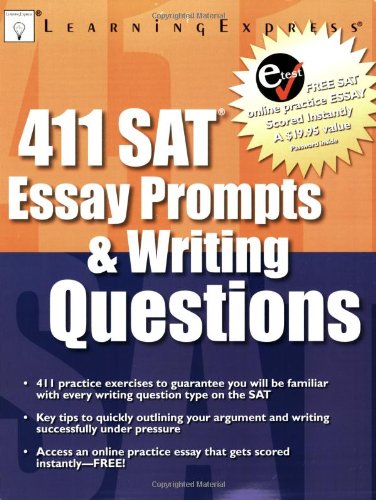 LearningExpress®
LearningExpress
e
test
FREE SAT
online practice ESSAY
Scored Instantly
A $19.95 value
Password inside
411 SAT®
Essay Prompts
& Writing
Questions
• 411 practice exercises to guarantee you will be familiar
with every writing question type on the SAT
• Key tips to quickly outlining your argument and writing
successfully under pressure
• Access an online practice essay that gets scored
instantly—FREE!